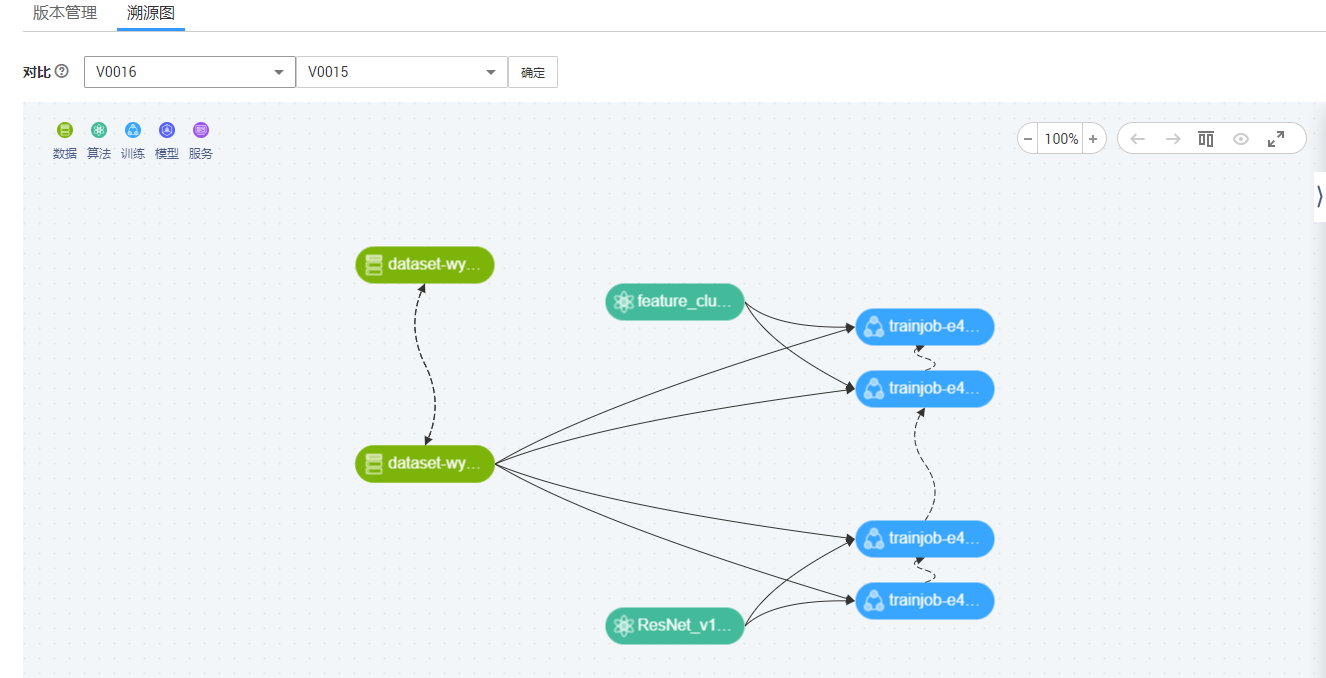 版本管理 溯源图
对比 ? V0016 V0015 确定
数据 算法 训练 模型 服务
− 100% +
dataset-wy...
feature_clu...
trainjob-e4...
trainjob-e4...
dataset-wy...
trainjob-e4...
trainjob-e4...
ResNet_v1...